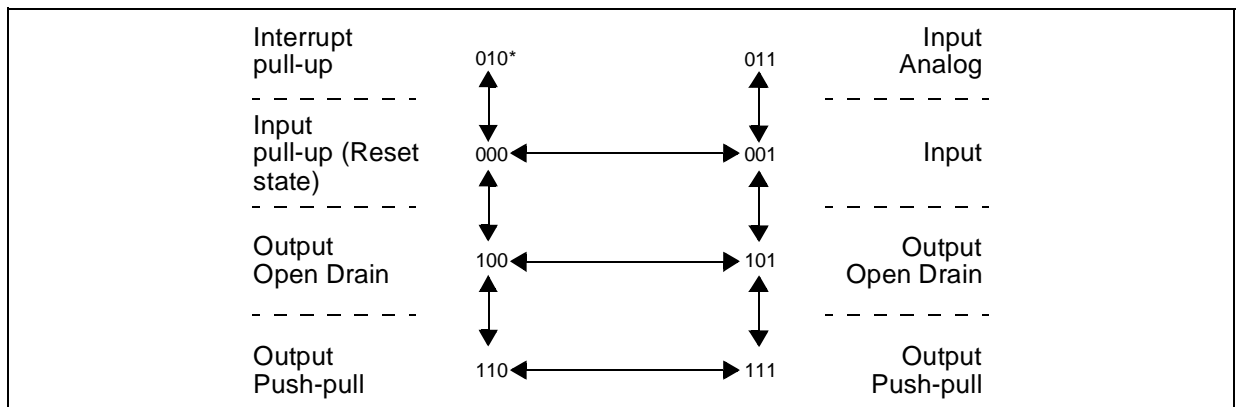 Interrupt
pull-up
010*
011
Input
Analog
Input
pull-up (Reset
state)
000
001
Input
Output
Open Drain
100
101
Output
Open Drain
Output
Push-pull
110
111
Output
Push-pull